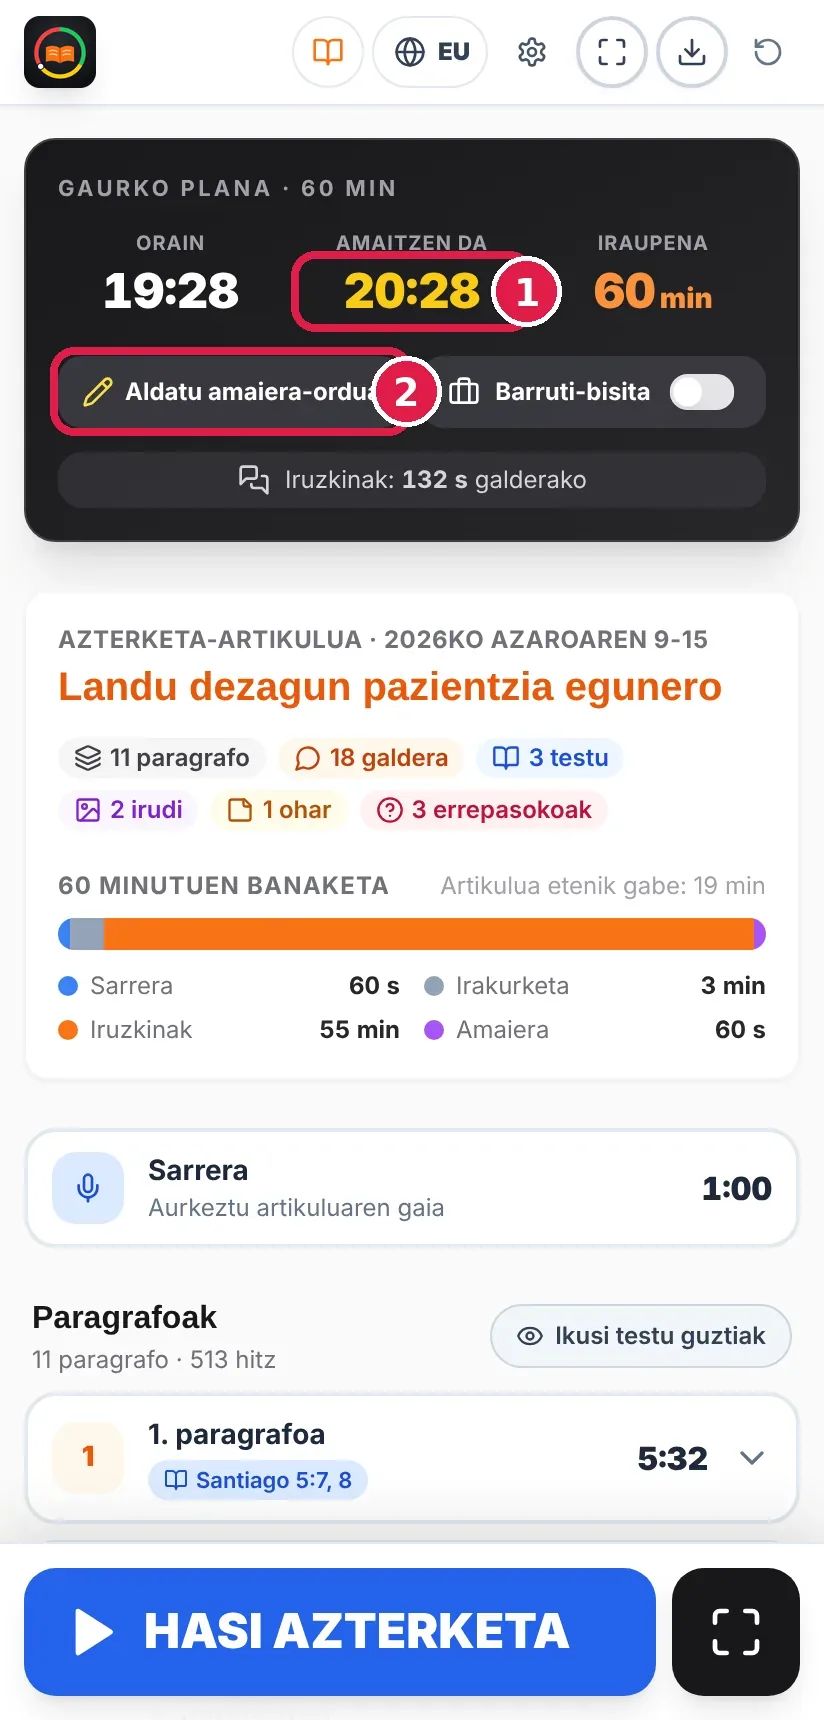 EU
GAURKO PLANA · 60 MIN
ORAIN
AMAITZEN DA
IRAUPENA
19:28
20:28
1
60 min
Aldatu amaiera-ordua
2
Barruti-bisita
Iruzkinak: 132 s galderako
AZTERKETA-ARTIKULUA · 2026KO AZAROAREN 9-15
Landu dezagun pazientzia egunero
11 paragrafo
18 galdera
3 testu
2 irudi
1 ohar
3 errepasokoak
60 MINUTUEN BANAKETA
Artikulua etenik gabe: 19 min
Sarrera 60 s
Irakurketa 3 min
Iruzkinak 55 min
Amaiera 60 s
Sarrera
Aurkeztu artikuluaren gaia
1:00
Paragrafoak
11 paragrafo · 513 hitz
Ikusi testu guztiak
1
1. paragrafoa
Santiago 5:7, 8
5:32
HASI AZTERKETA